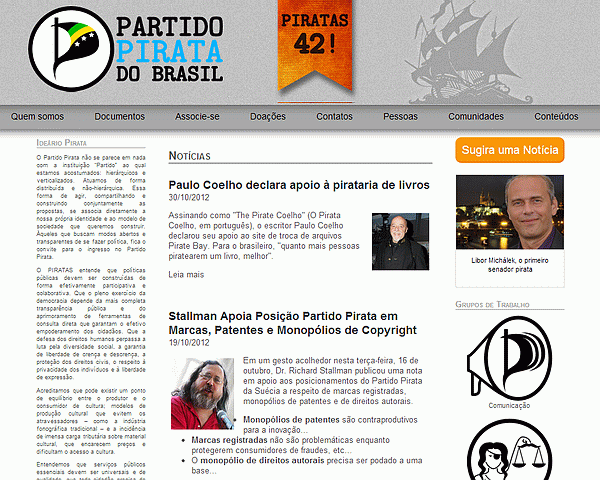 PARTIDO
PIRATA
DO BRASIL
PIRATAS
42!
Quem somos Documentos Associe-se Doações Contatos Pessoas Comunidades Conteúdos
Ideário Pirata
O Partido Pirata não se parece em nada
com a instituição "Partido" ao qual
estamos acostumados: hierárquicos e
verticalizados. Atuamos de forma
distribuída e não-hierárquica. Essa
forma de agir, compartilhando e
construindo conjuntamente as
propostas, se associa diretamente a
nossa própria identidade e ao modelo de
sociedade que queremos construir.
Àqueles que buscam modos abertos e
transparentes de se fazer política, fica o
convite para o ingresso no Partido
Pirata.
O PIRATAS entende que políticas
públicas devem ser construídas de
forma efetivamente participativa e
colaborativa. Que o pleno exercício da
democracia depende da mais completa
transparência pública e do
aprimoramento de ferramentas de
consulta direta que garantam o efetivo
empoderamento dos cidadãos. Que a
defesa dos direitos humanos perpassa a
luta pela diversidade social, a garantia
de liberdade de crença e descrença, a
proteção dos direitos civis, o respeito à
privacidade dos indivíduos e à liberdade
de expressão.
Acreditamos que pode existir um ponto
de equilíbrio entre o produtor e o
consumidor de cultura; modelos de
produção cultural que evitem os
atravessadores – como a indústria
fonográfica tradicional – e a incidência
de imensa carga tributária sobre material
cultural, que encarecem preços e
dificultam o acesso a cultura.
Entendemos que serviços públicos
essenciais devem ser universais e de
Notícias
Paulo Coelho declara apoio à pirataria de livros
30/10/2012
Assinando como "The Pirate Coelho" (O Pirata
Coelho, em português), o escritor Paulo Coelho
declarou seu apoio ao site de troca de arquivos
Pirate Bay. Para o brasileiro, "quanto mais pessoas
piratearem um livro, melhor".
Leia mais
Stallman Apoia Posição Partido Pirata em
Marcas, Patentes e Monopólios de Copyright
19/10/2012
Em um gesto acolhedor nesta terça-feira, 16 de
outubro, Dr. Richard Stallman publicou uma nota
em apoio aos posicionamentos do Partido Pirata
da Suécia a respeito de marcas registradas,
monopólios de patentes e de direitos autorais.
Monopólios de patentes são contraprodutivos
para a inovação...
Marcas registradas não são problemáticas enquanto
protegerem consumidores de fraudes, etc...
O monopólio de direitos autorais precisa ser podado a uma
base...
Sugira uma Notícia
Libor Michálek, o primeiro
senador pirata
Grupos de Trabalho
Comunicação